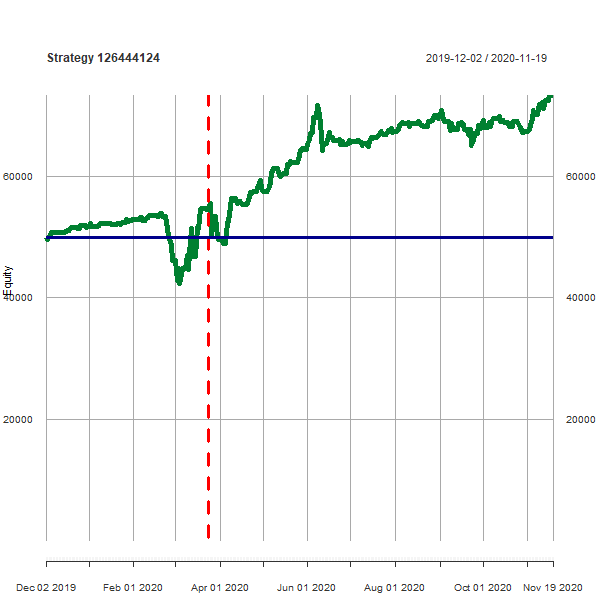 Strategy 126444124
2019-12-02 / 2020-11-19
60000
60000
Equity
40000
40000
20000
20000
Dec 02 2019
Feb 01 2020
Apr 01 2020
Jun 01 2020
Aug 01 2020
Oct 01 2020
Nov 19 2020